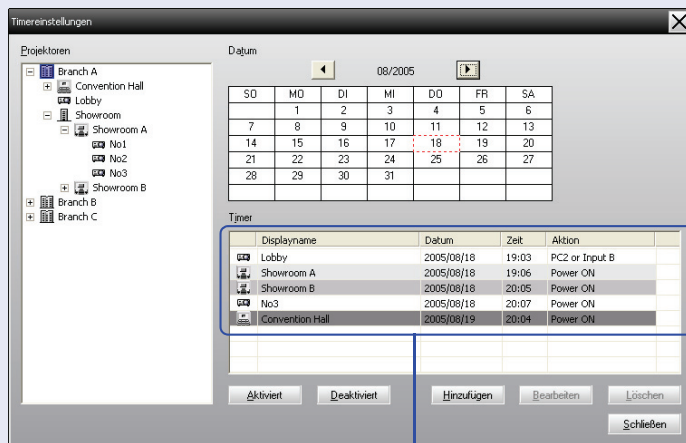 Timereinstellungen
Projektoren
Branch A
Convention Hall
Lobby
Showroom
Showroom A
No1
No2
No3
Showroom B
Branch B
Branch C
Datum
08/2005
SO MO DI MI DO FR SA
1 2 3 4 5 6
7 8 9 10 11 12 13
14 15 16 17 18 19 20
21 22 23 24 25 26 27
28 29 30 31
Timer
Displayname Datum Zeit Aktion
Lobby 2005/08/18 19:03 PC2 or Input B
Showroom A 2005/08/18 19:06 Power ON
Showroom B 2005/08/18 20:05 Power ON
No3 2005/08/18 20:07 Power ON
Convention Hall 2005/08/19 20:04 Power ON
Aktiviert Deaktiviert Hinzufügen Bearbeiten Löschen
Schließen